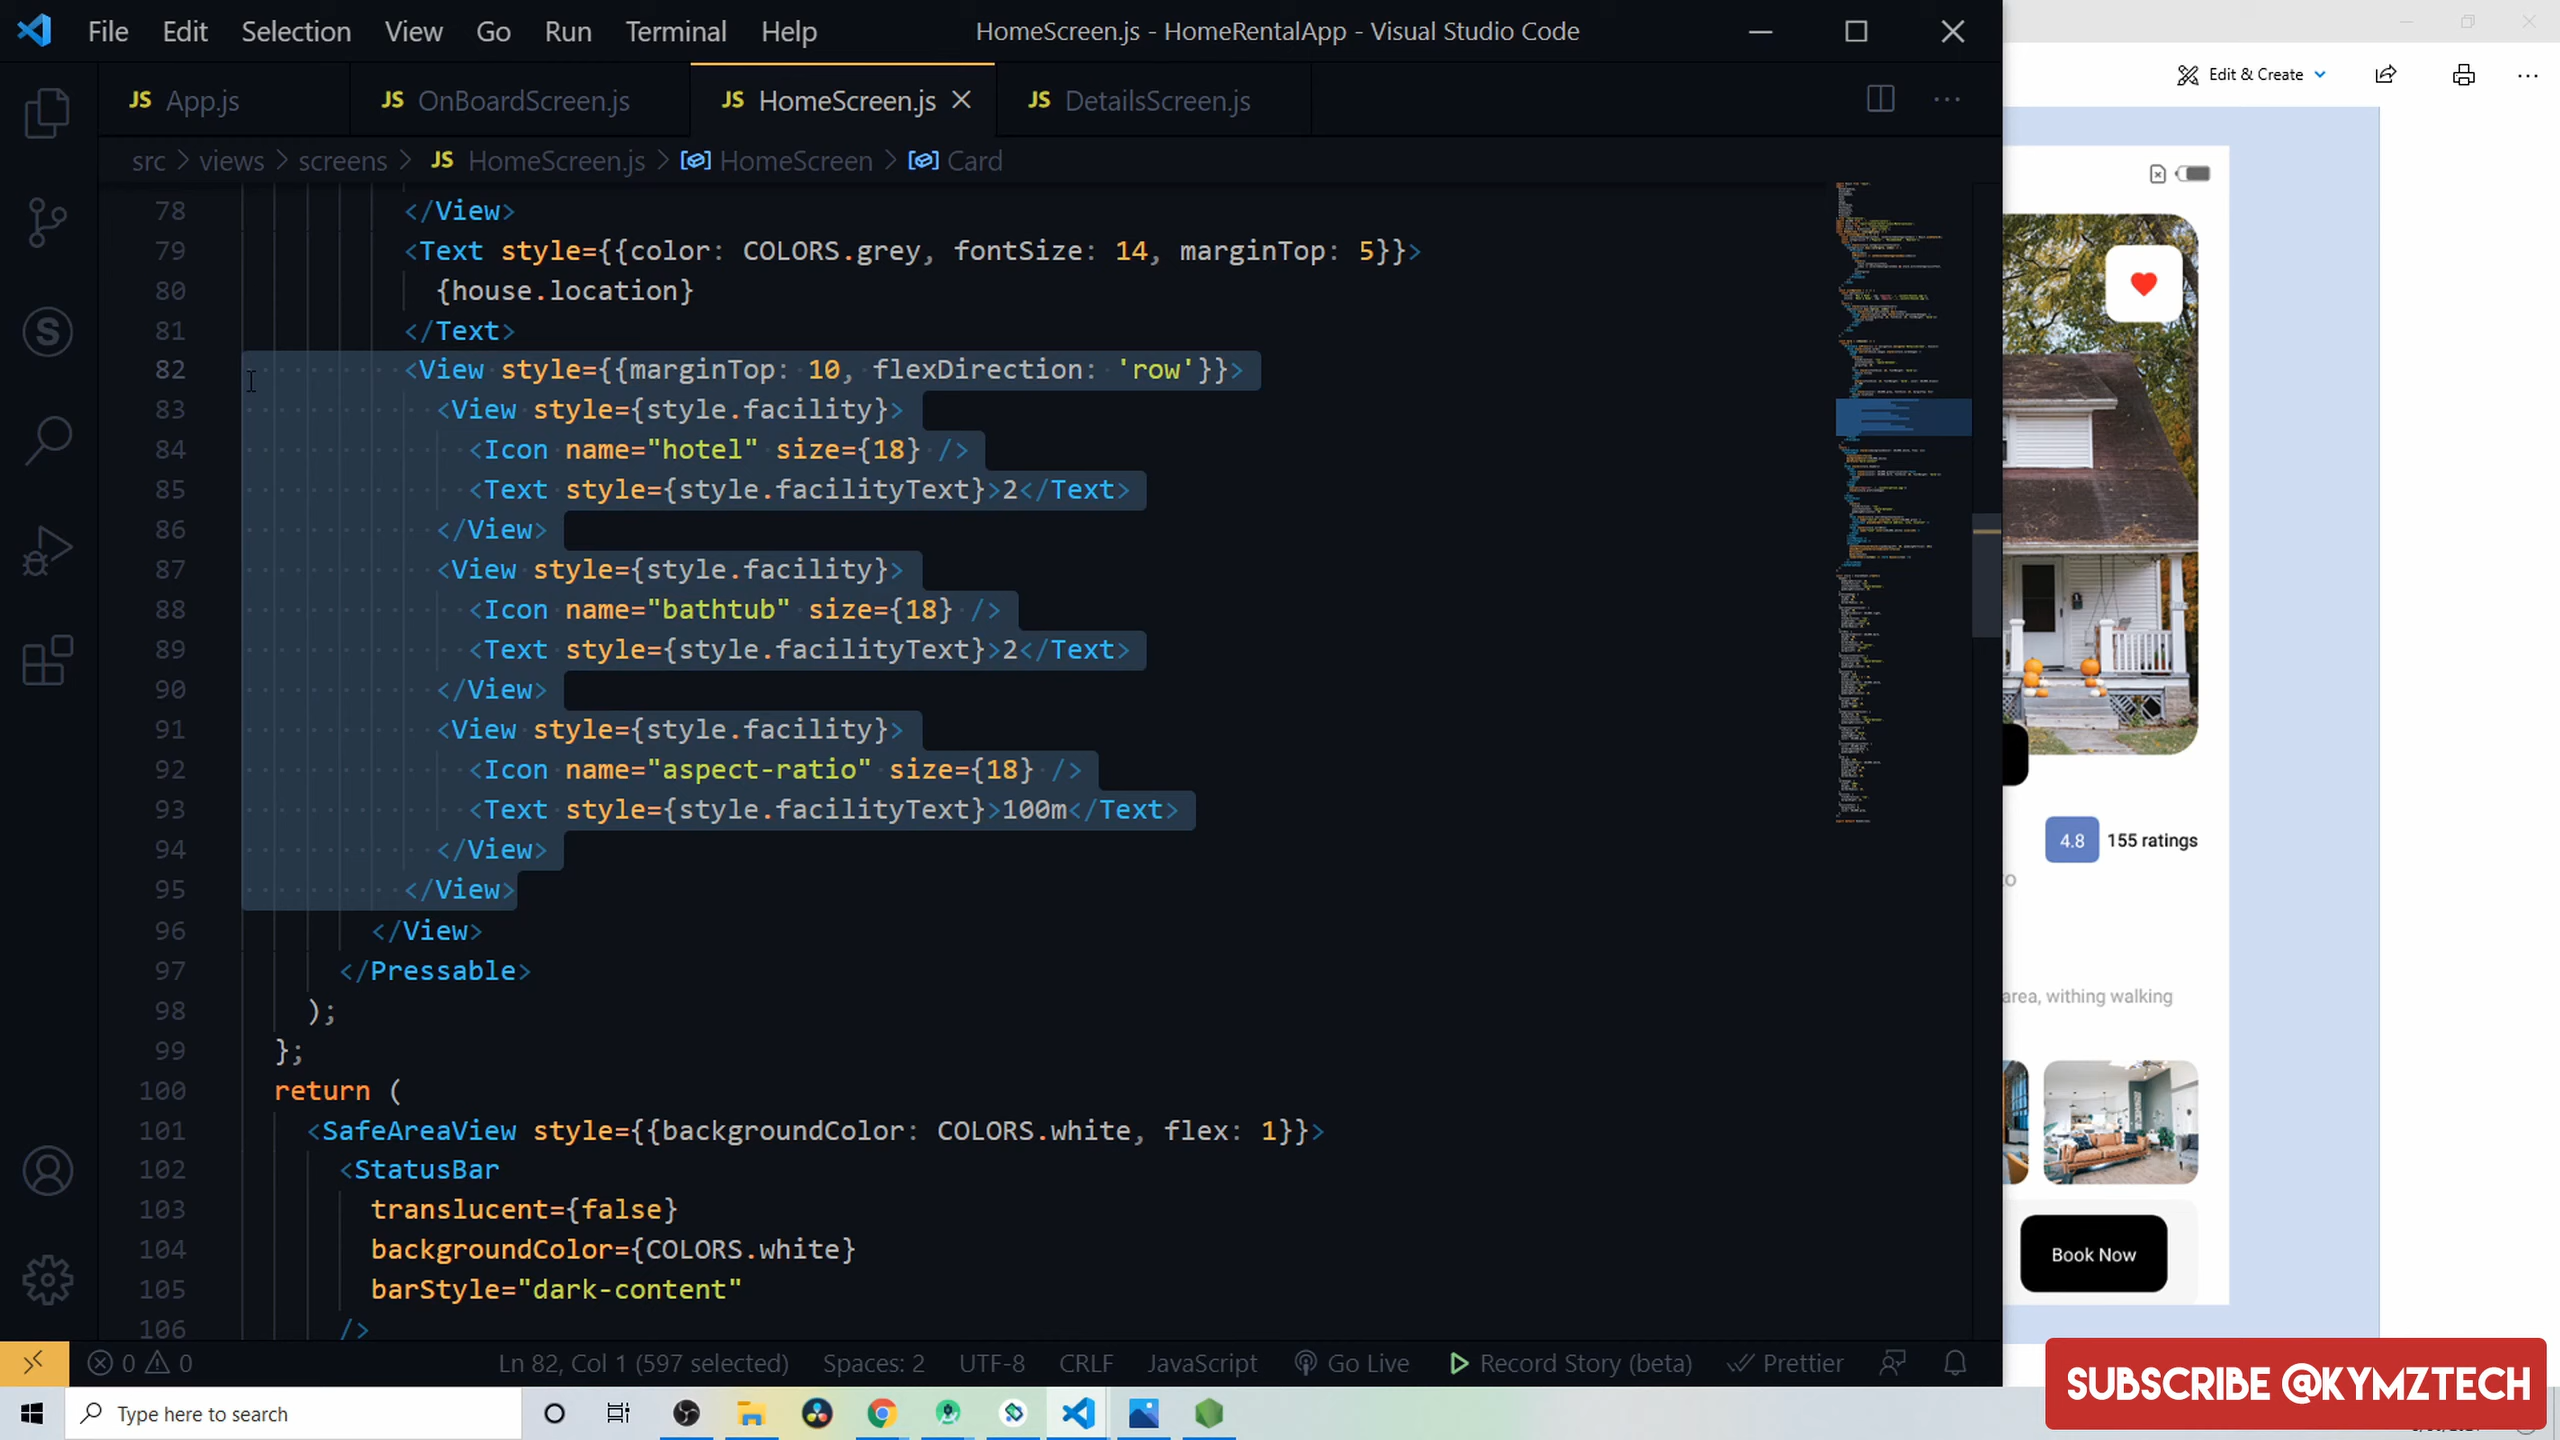 File Edit Selection View Go Run Terminal Help HomeScreen.js - HomeRentalApp - Visual Studio Code
Edit & Create
JS App.js JS OnBoardScreen.js JS HomeScreen.js JS DetailsScreen.js
src > views > screens > JS HomeScreen.js > HomeScreen > Card
78 </View>
79 <Text style={{color: COLORS.grey, fontSize: 14, marginTop: 5}}>
80 {house.location}
81 </Text>
82 <View style={{marginTop: 10, flexDirection: 'row'}}>
83 <View style={style.facility}>
84 <Icon name="hotel" size={18} />
85 <Text style={style.facilityText}>2</Text>
86 </View>
87 <View style={style.facility}>
88 <Icon name="bathtub" size={18} />
89 <Text style={style.facilityText}>2</Text>
90 </View>
91 <View style={style.facility}>
92 <Icon name="aspect-ratio" size={18} />
93 <Text style={style.facilityText}>100m</Text>
94 </View>
95 </View>
96 </View>
97 </Pressable>
98 );
99 };
100 return (
101 <SafeAreaView style={{backgroundColor: COLORS.white, flex: 1}}>
102 <StatusBar
103 translucent={false}
104 backgroundColor={COLORS.white}
105 barStyle="dark-content"
106 />
4.8 155 ratings
area, withing walking
Book Now
0 0 Ln 82, Col 1 (597 selected) Spaces: 2 UTF-8 CRLF JavaScript Go Live Record Story (beta) Prettier
Type here to search
SUBSCRIBE @KYMZTECH